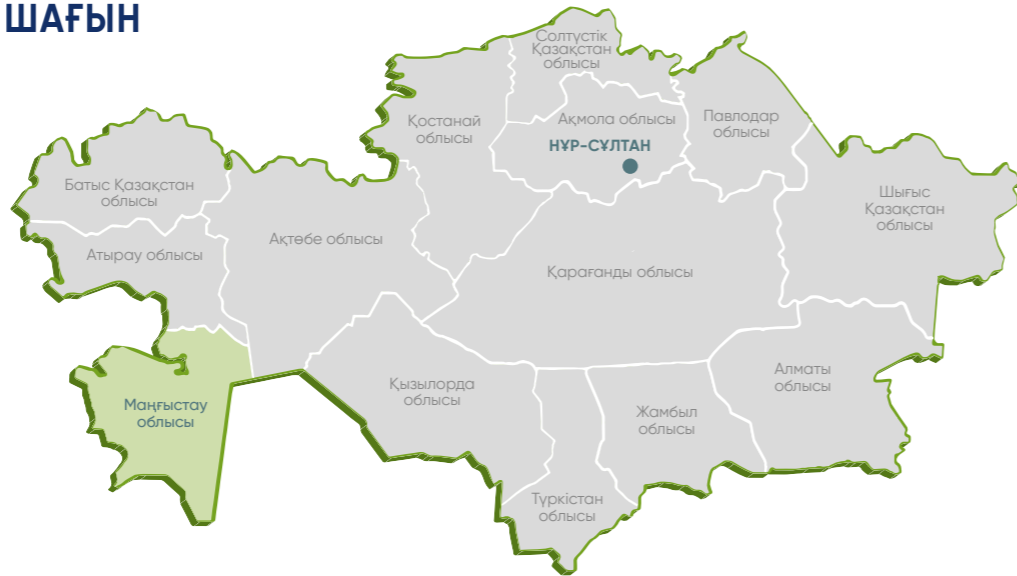 ШАҒЫН
Солтүстік
Қазақстан
облысы
Қостанай
облысы
Ақмола облысы
НҰР-СҰЛТАН
Павлодар
облысы
Батыс Қазақстан
облысы
Шығыс
Қазақстан
облысы
Атырау облысы
Ақтөбе облысы
Қарағанды облысы
Маңғыстау
облысы
Қызылорда
облысы
Алматы
облысы
Жамбыл
облысы
Түркістан
облысы